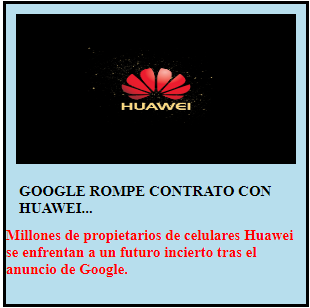 HUAWEI
GOOGLE ROMPE CONTRATO CON
HUAWEI...
Millones de propietarios de celulares Huawei
se enfrentan a un futuro incierto tras el
anuncio de Google.